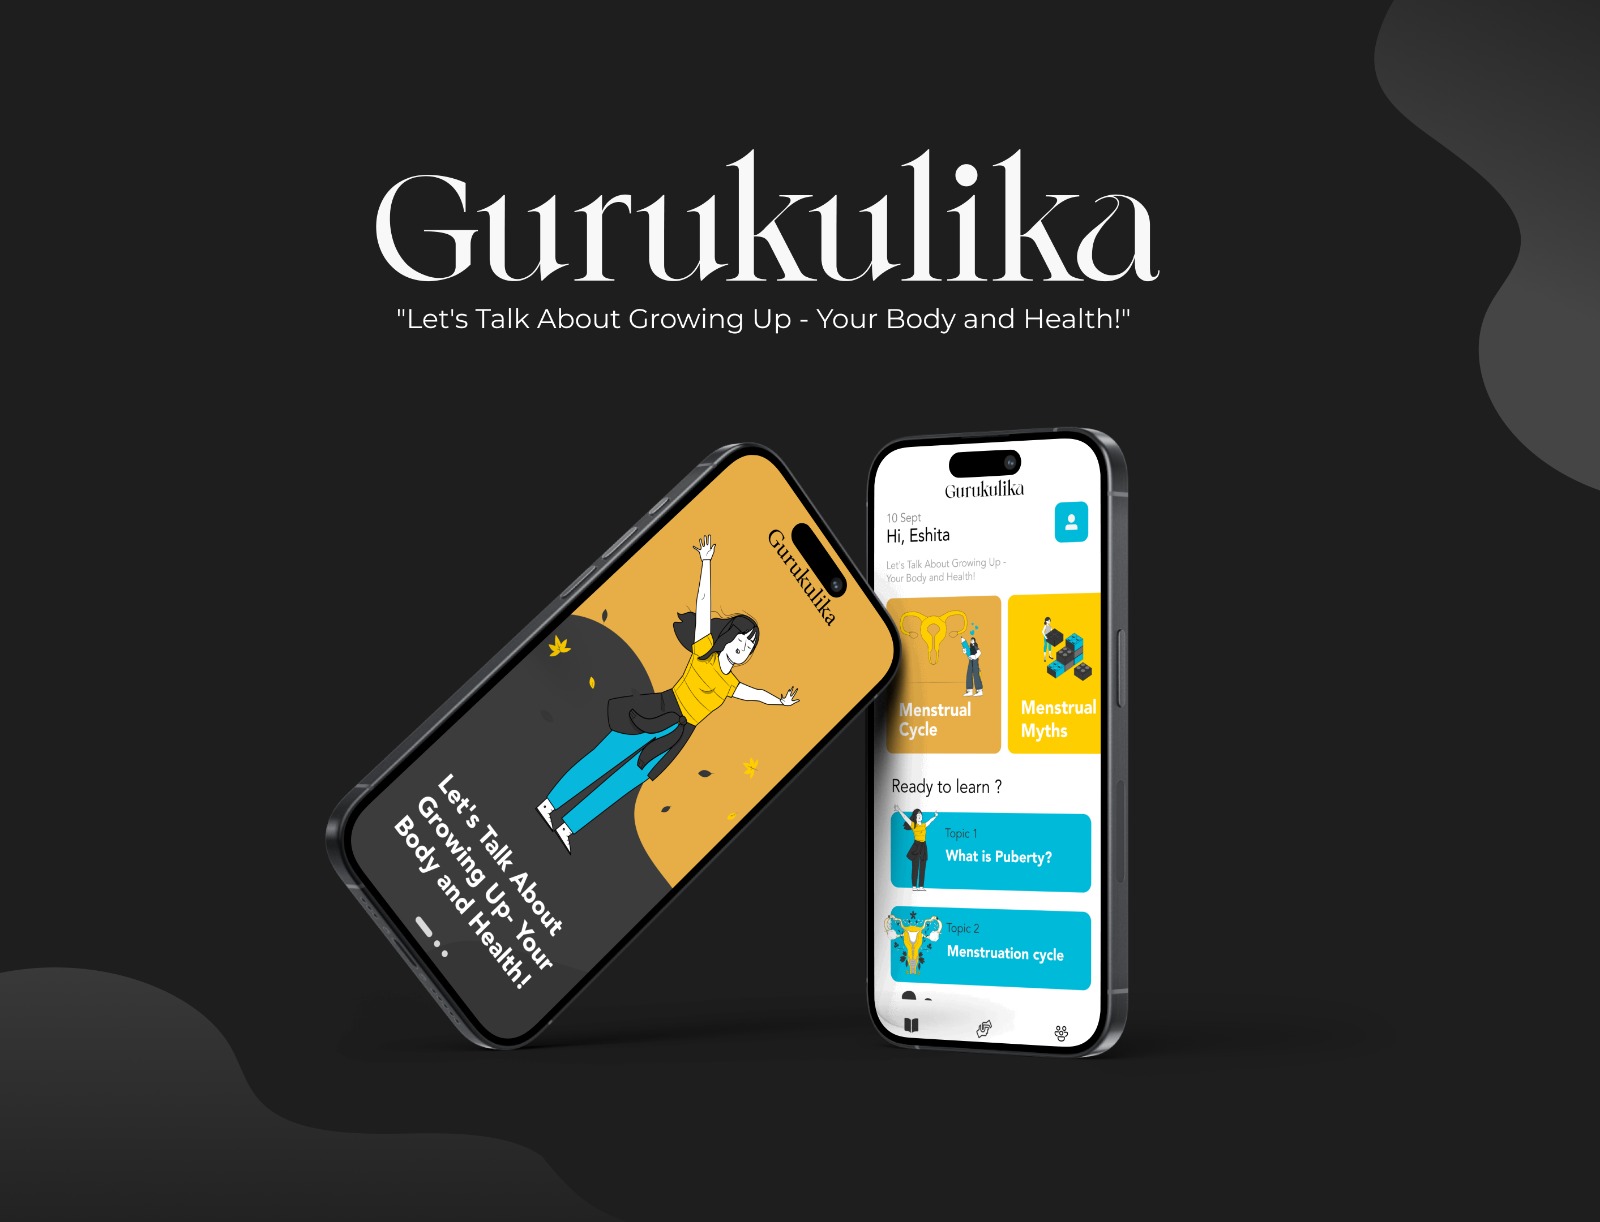 Gurukulika
"Let's Talk About Growing Up - Your Body and Health!"
Gurukulika
Let's Talk About
Growing Up- Your
Body and Health!
Gurukulika
10 Sept
Hi, Eshita
Let's Talk About Growing Up -
Your Body and Health!
Menstrual
Cycle
Menstrual
Myths
Ready to learn ?
Topic 1
What is Puberty?
Topic 2
Menstruation cycle